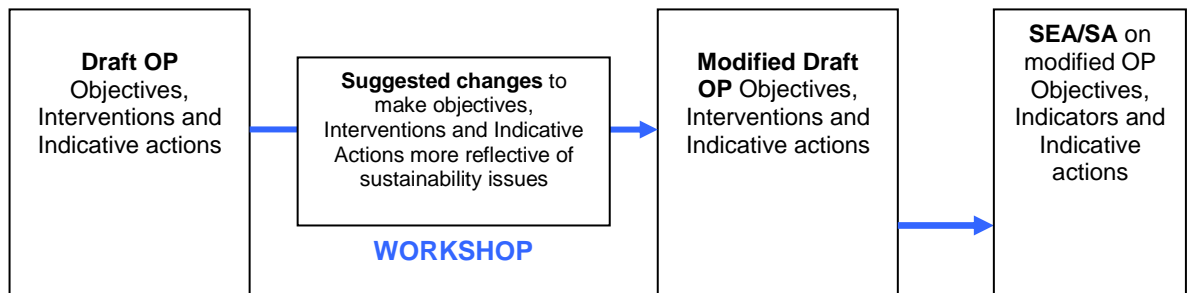 Draft OP
Objectives,
Interventions and
Indicative actions
Suggested changes to
make objectives,
Interventions and Indicative
Actions more reflective of
sustainability issues
WORKSHOP
Modified Draft
OP Objectives,
Interventions and
Indicative actions
SEA/SA on
modified OP
Objectives,
Indicators and
Indicative
actions